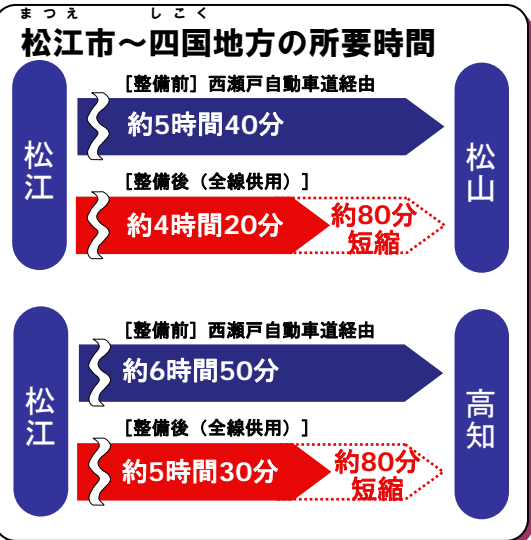 まつえ しこく
松江市～四国地方の所要時間
［整備前］西瀬戸自動車道経由
松江
約5時間40分
松山
［整備後（全線供用）］
約4時間20分
約80分
短縮
［整備前］西瀬戸自動車道経由
松江
約6時間50分
高知
［整備後（全線供用）］
約5時間30分
約80分
短縮